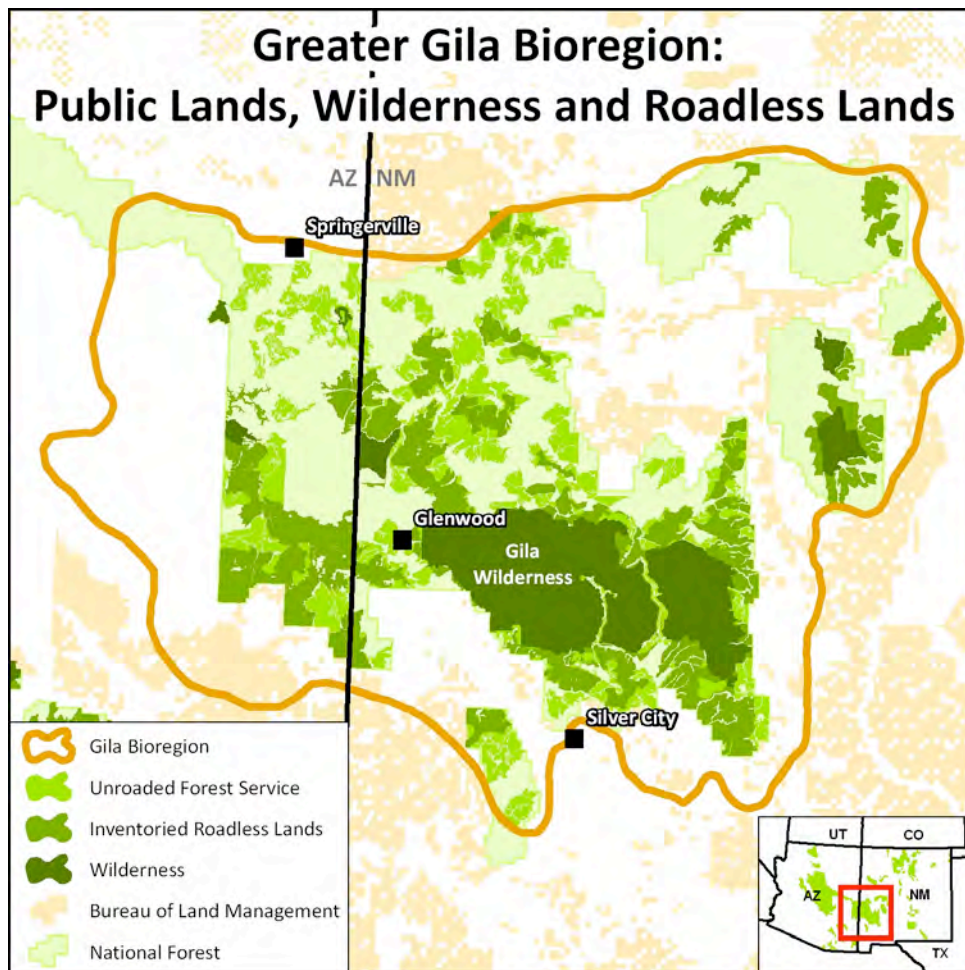 Greater Gila Bioregion:
Public Lands, Wilderness and Roadless Lands
AZ NM
Springerville
Glenwood
Gila
Wilderness
Silver City
Gila Bioregion
Unroaded Forest Service
Inventoried Roadless Lands
Wilderness
Bureau of Land Management
National Forest
UT CO
AZ NM
TX